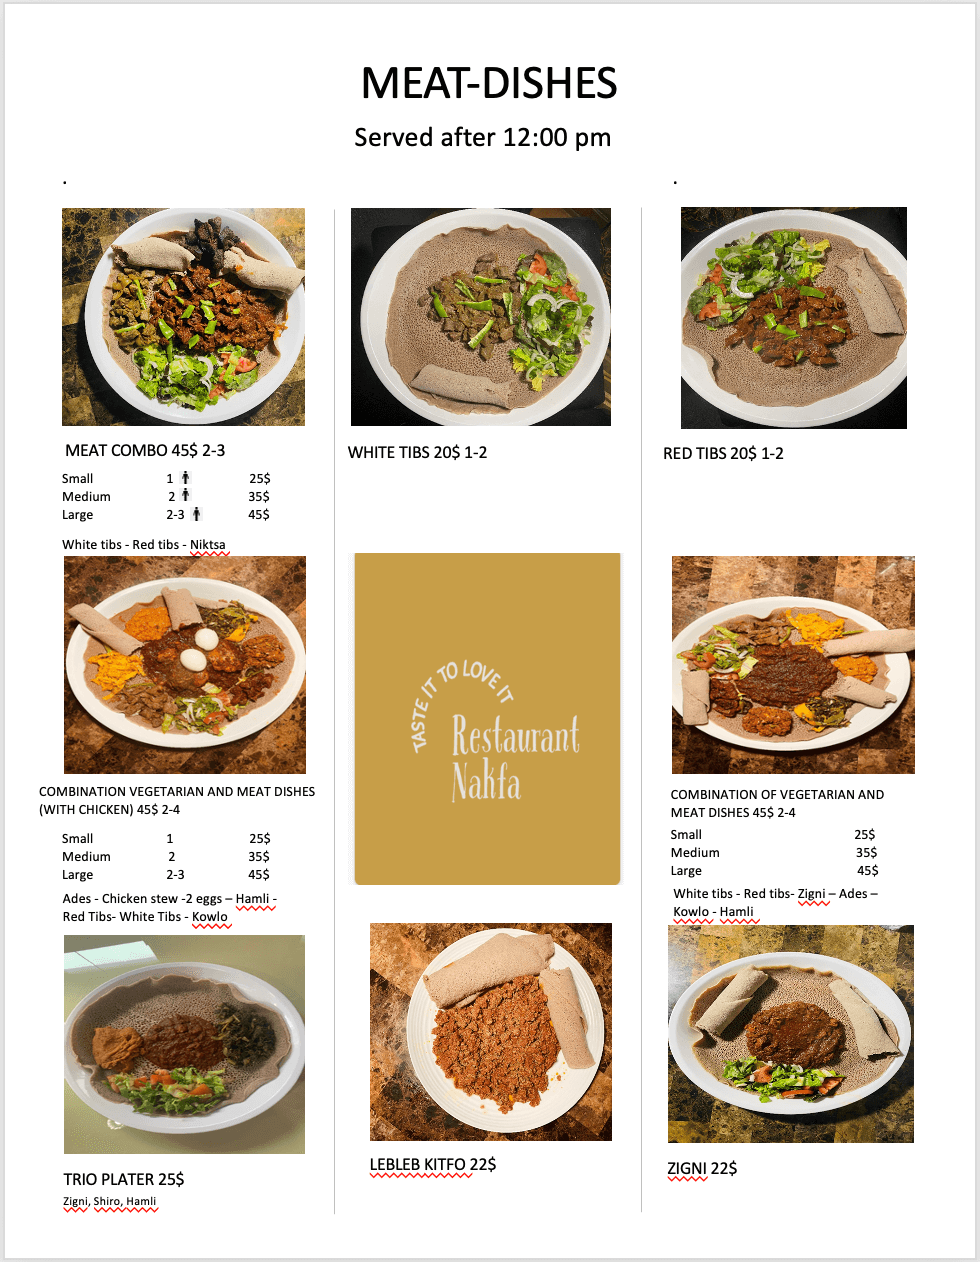 MEAT-DISHES
Served after 12:00 pm
.
.
MEAT COMBO 45$ 2-3
Small 1 25$
Medium 2 35$
Large 2-3 45$
White tibs - Red tibs - Niktsa
WHITE TIBS 20$ 1-2
RED TIBS 20$ 1-2
COMBINATION VEGETARIAN AND MEAT DISHES
(WITH CHICKEN) 45$ 2-4
Small 1 25$
Medium 2 35$
Large 2-3 45$
Ades - Chicken stew -2 eggs – Hamli -
Red Tibs- White Tibs - Kowlo
TASTE IT TO LOVE IT
Restaurant
Nakfa
COMBINATION OF VEGETARIAN AND
MEAT DISHES 45$ 2-4
Small 25$
Medium 35$
Large 45$
White tibs - Red tibs- Zigni – Ades –
Kowlo - Hamli
TRIO PLATER 25$
Zigni, Shiro, Hamli
LEBLEB KITFO 22$
ZIGNI 22$